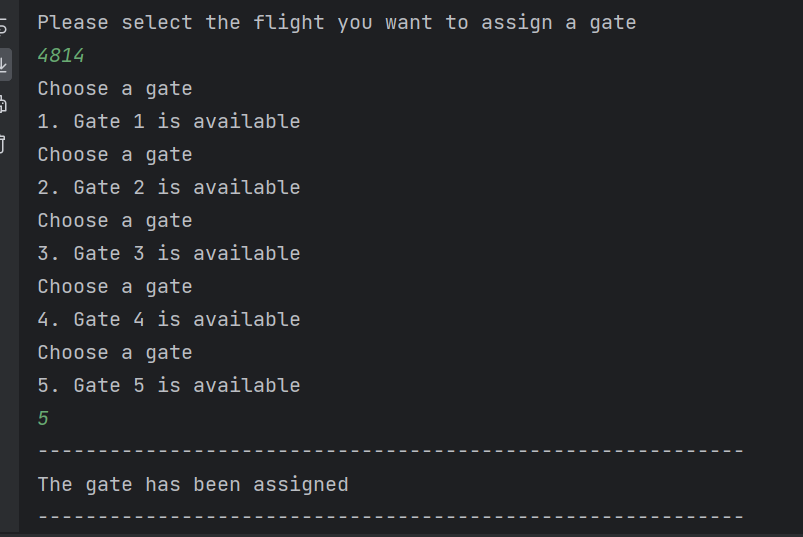 Please select the flight you want to assign a gate
4814
Choose a gate
1. Gate 1 is available
Choose a gate
2. Gate 2 is available
Choose a gate
3. Gate 3 is available
Choose a gate
4. Gate 4 is available
Choose a gate
5. Gate 5 is available
5
-----------------------------------------------------------
The gate has been assigned
-----------------------------------------------------------